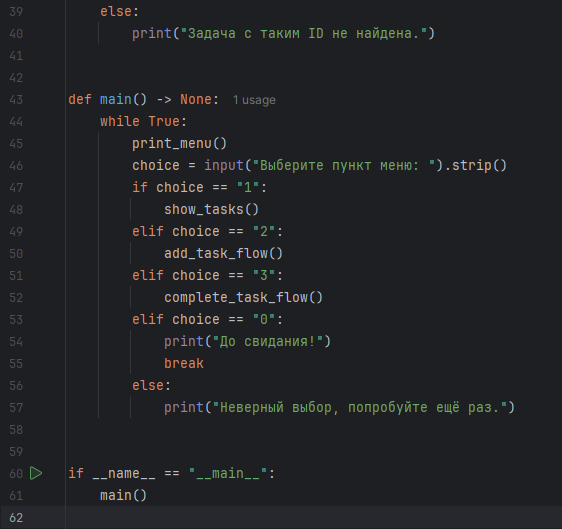 39 else:
40 print("Задача с таким ID не найдена.")
41
42
43 def main() -> None: 1 usage
44 while True:
45 print_menu()
46 choice = input("Выберите пункт меню: ").strip()
47 if choice == "1":
48 show_tasks()
49 elif choice == "2":
50 add_task_flow()
51 elif choice == "3":
52 complete_task_flow()
53 elif choice == "0":
54 print("До свидания!")
55 break
56 else:
57 print("Неверный выбор, попробуйте ещё раз.")
58
59
60 if __name__ == "__main__":
61 main()
62